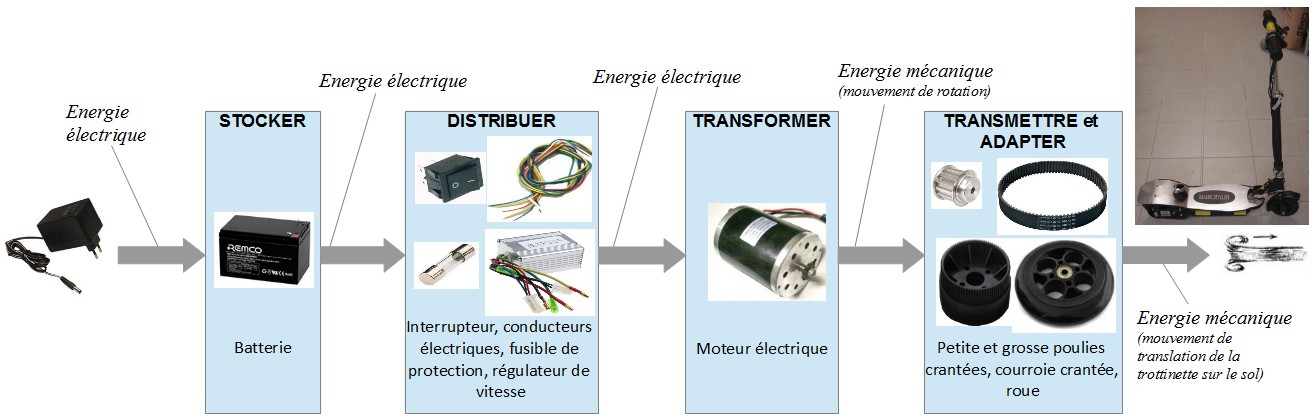 Energie
électrique
STOCKER
REMCO
Batterie
Energie électrique
DISTRIBUER
Interrupteur, conducteurs
électriques, fusible de
protection, régulateur de
vitesse
Energie électrique
TRANSFORMER
Moteur électrique
Energie mécanique
(mouvement de rotation)
TRANSMETTRE et
ADAPTER
Petite et grosse poulies
crantées, courroie crantée,
roue
Energie mécanique
(mouvement de
translation de la
trottinette sur le sol)